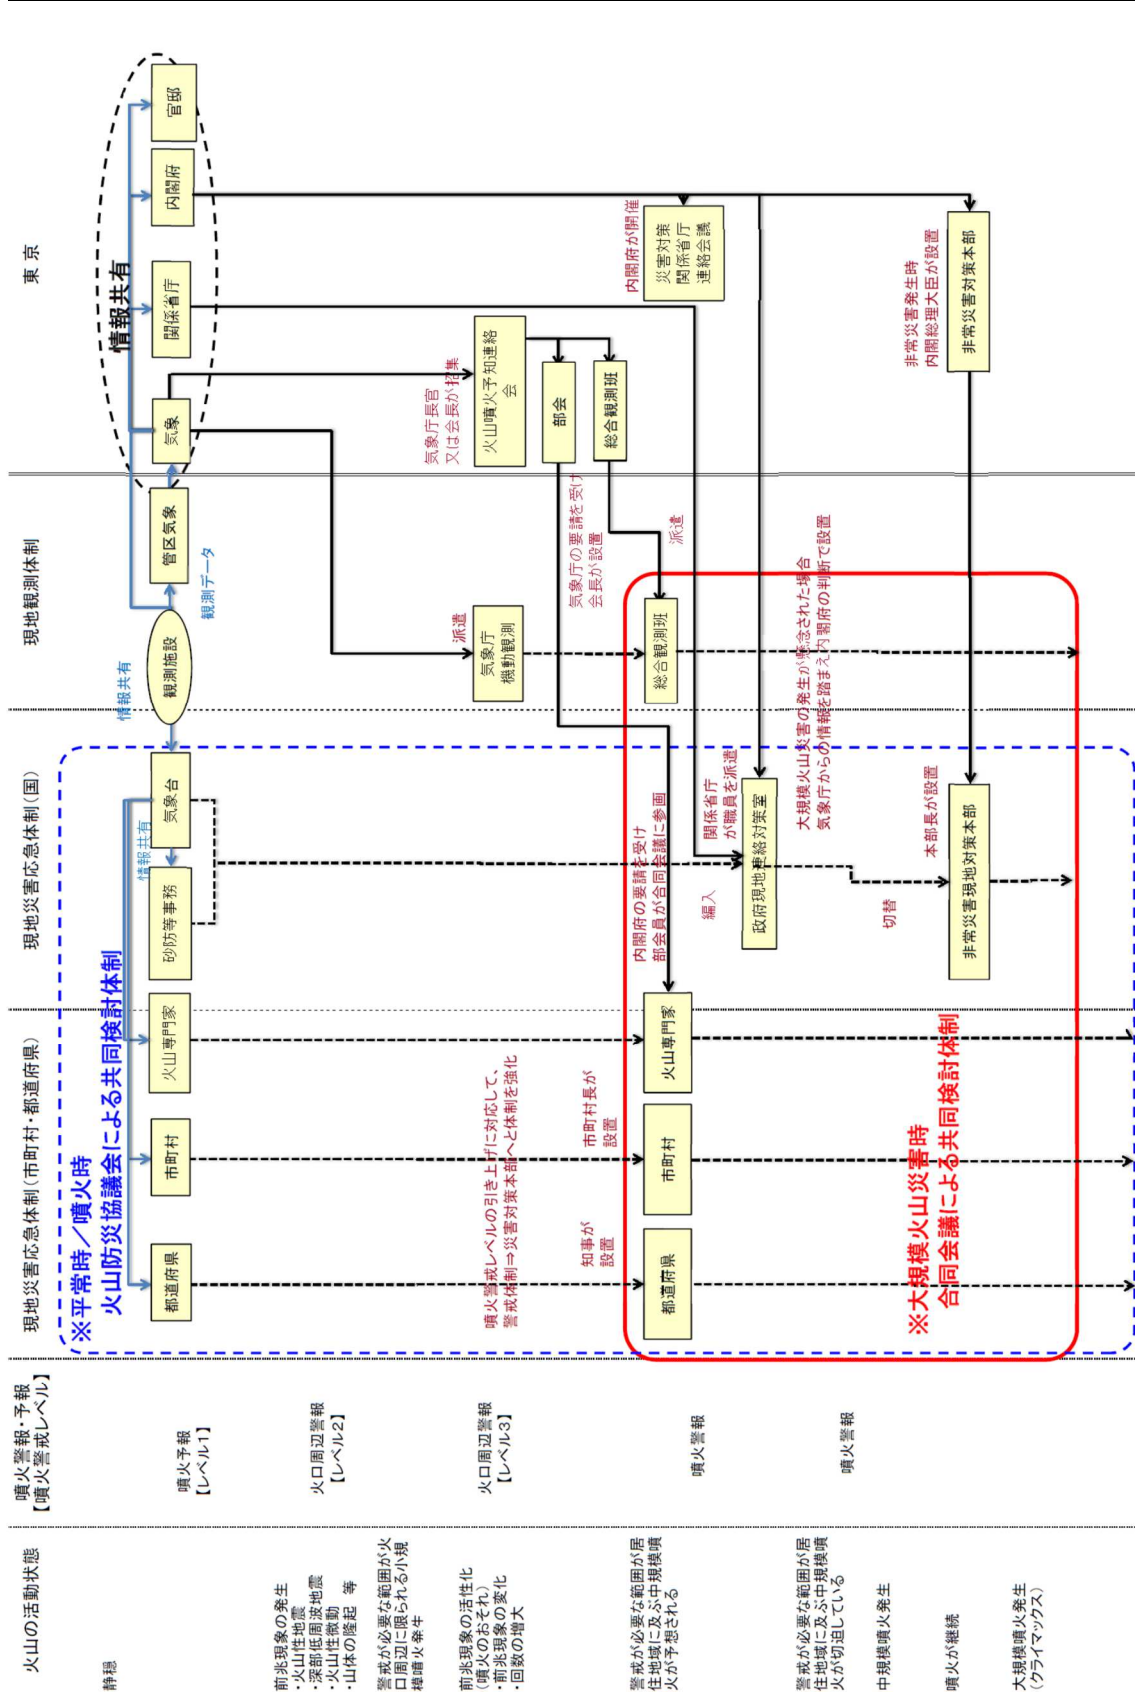 火山の活動状態
噴火警報・予報
【噴火警戒レベル】
現地災害応急体制(市町村・都道府県)
現地災害応急体制(国)
現地観測体制
東京
静穏
噴火予報
【レベル1】
※平常時／噴火時
火山防災協議会による共同検討体制
都道府県
市町村
火山専門家
砂防等事務
情報共有
気象台
情報共有
観測施設
観測データ
管区気象
気象
情報共有
関係省庁
内閣府
官邸
前兆現象の発生
・火山性地震
・深部低周波地震
・火山性微動
・山体の隆起 等
火口周辺警報
【レベル2】
警戒が必要な範囲が火
口周辺に限られる小規
模噴火発生
前兆現象の活性化
(噴火のおそれ)
・前兆現象の変化
・回数の増大
火口周辺警報
【レベル3】
噴火警戒レベルの引き上げに対応して、
警戒体制⇒災害対策本部へと体制を強化
派遣
気象庁
機動観測
気象庁長官
又は会長が招集
火山噴火予知連絡
会
部会
総合観測班
気象庁の要請を受け
会長が設置
派遣
知事が
設置
市町村長が
設置
警戒が必要な範囲が居
住地域に及ぶ中規模噴
火が予想される
噴火警報
都道府県
市町村
火山専門家
内閣府の要請を受け
部会員が合同会議に参画
総合観測班
内閣府が開催
災害対策
関係省庁
連絡会議
編入
関係省庁
が職員を派遣
政府現地連絡対策室
大規模火山災害の発生が懸念された場合
気象庁からの情報を踏まえ内閣府の判断で設置
警戒が必要な範囲が居
住地域に及ぶ中規模噴
火が切迫している
噴火警報
中規模噴火発生
切替
※大規模火山災害時
合同会議による共同検討体制
本部長が設置
非常災害現地対策本部
非常災害発生時
内閣総理大臣が設置
非常災害対策本部
噴火が継続
大規模噴火発生
(クライマックス)